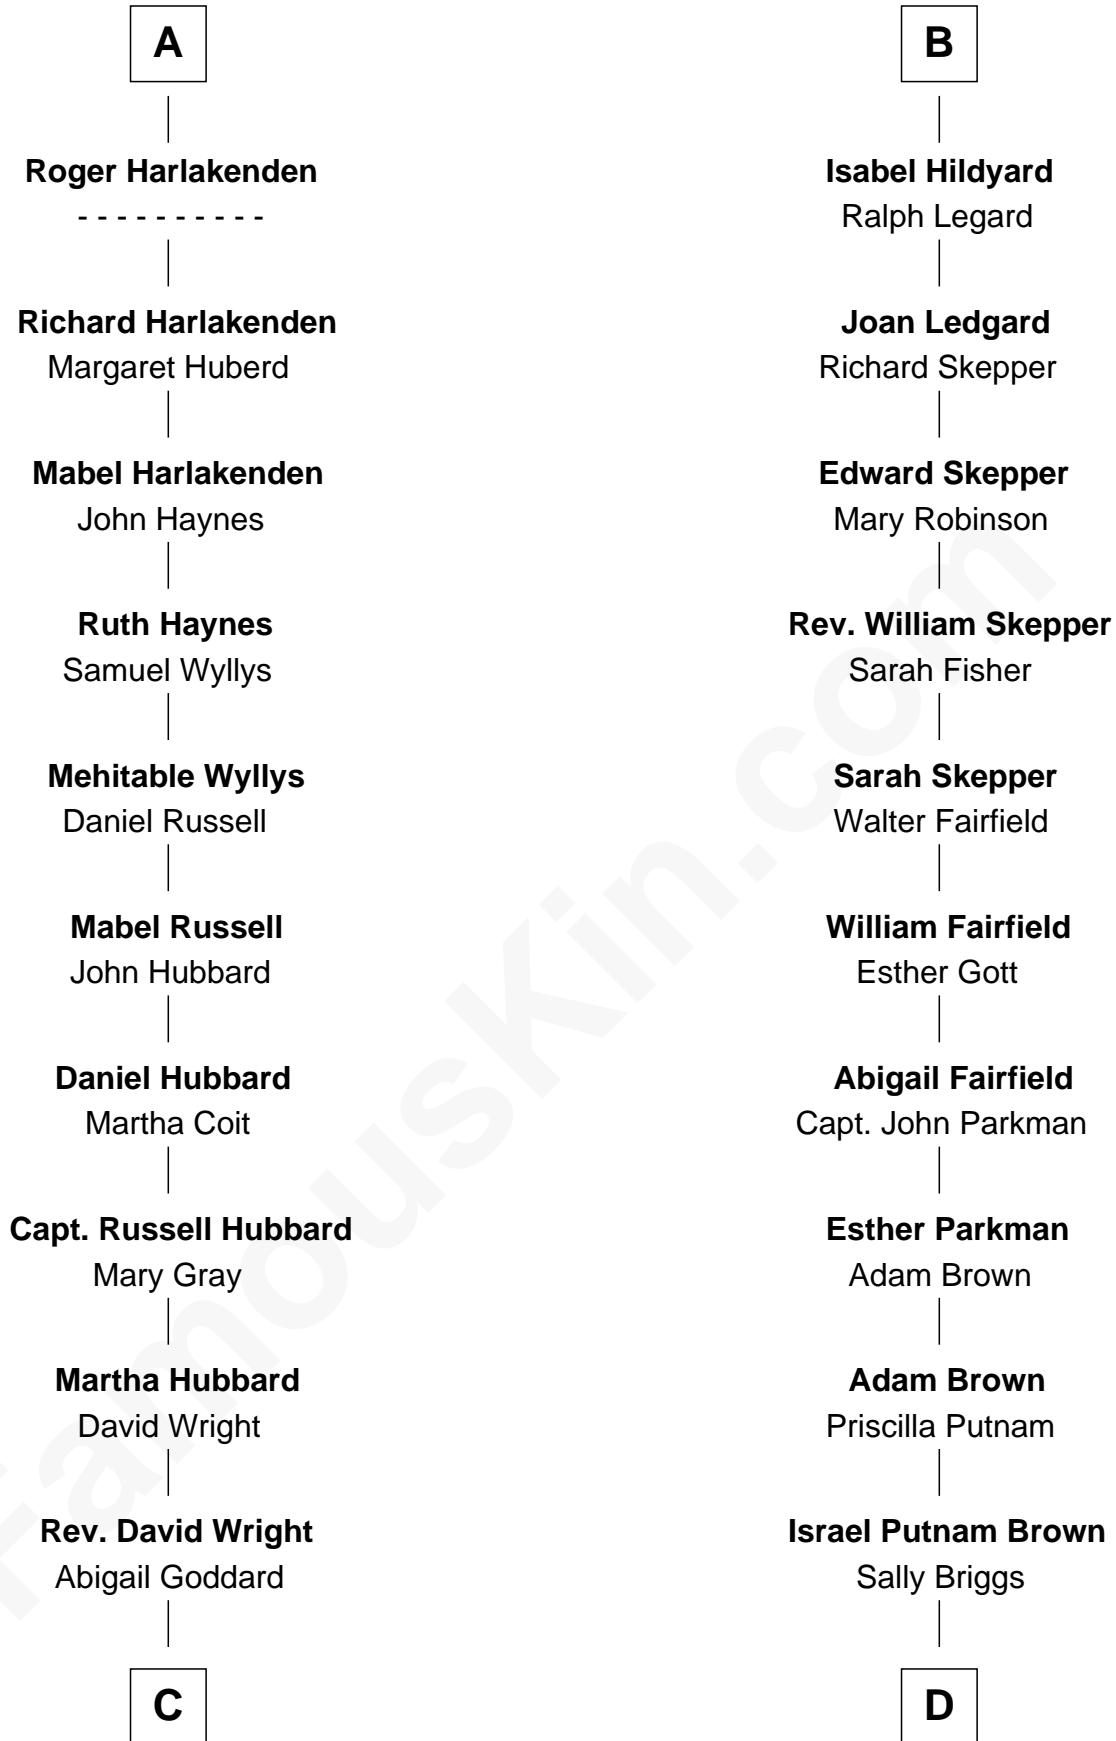 A
Roger Harlakenden
- - - - - - - - - -
Richard Harlakenden
Margaret Huberd
Mabel Harlakenden
John Haynes
Ruth Haynes
Samuel Wyllys
Mehitable Wyllys
Daniel Russell
Mabel Russell
John Hubbard
Daniel Hubbard
Martha Coit
Capt. Russell Hubbard
Mary Gray
Martha Hubbard
David Wright
Rev. David Wright
Abigail Goddard
C
B
Isabel Hildyard
Ralph Legard
Joan Ledgard
Richard Skepper
Edward Skepper
Mary Robinson
Rev. William Skepper
Sarah Fisher
Sarah Skepper
Walter Fairfield
William Fairfield
Esther Gott
Abigail Fairfield
Capt. John Parkman
Esther Parkman
Adam Brown
Adam Brown
Priscilla Putnam
Israel Putnam Brown
Sally Briggs
D
FamousKin.com